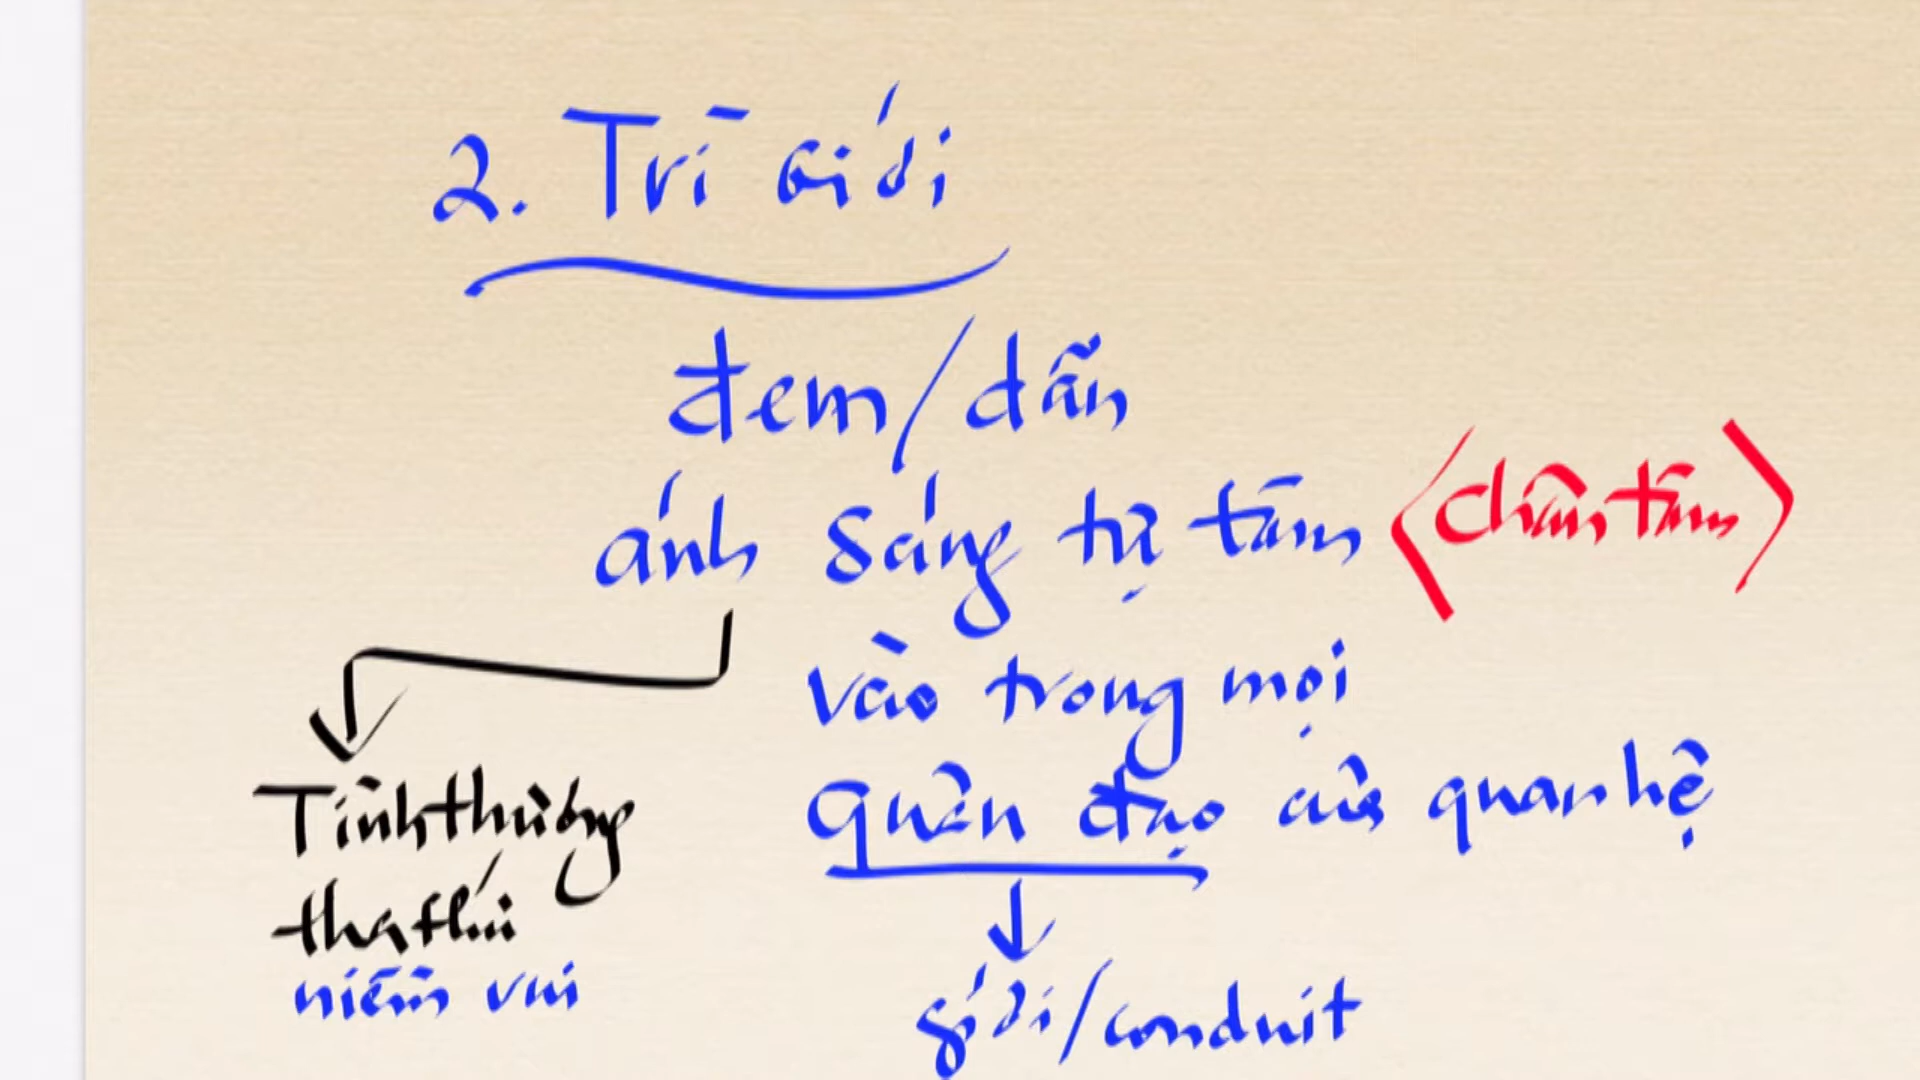 2. Trì Giới
đem/dẫn
ánh sáng tự tâm <chân tâm>
vào trong mọi
quản đạo của quan hệ
Tình thương
tha thứ
niềm vui
giới/conduit